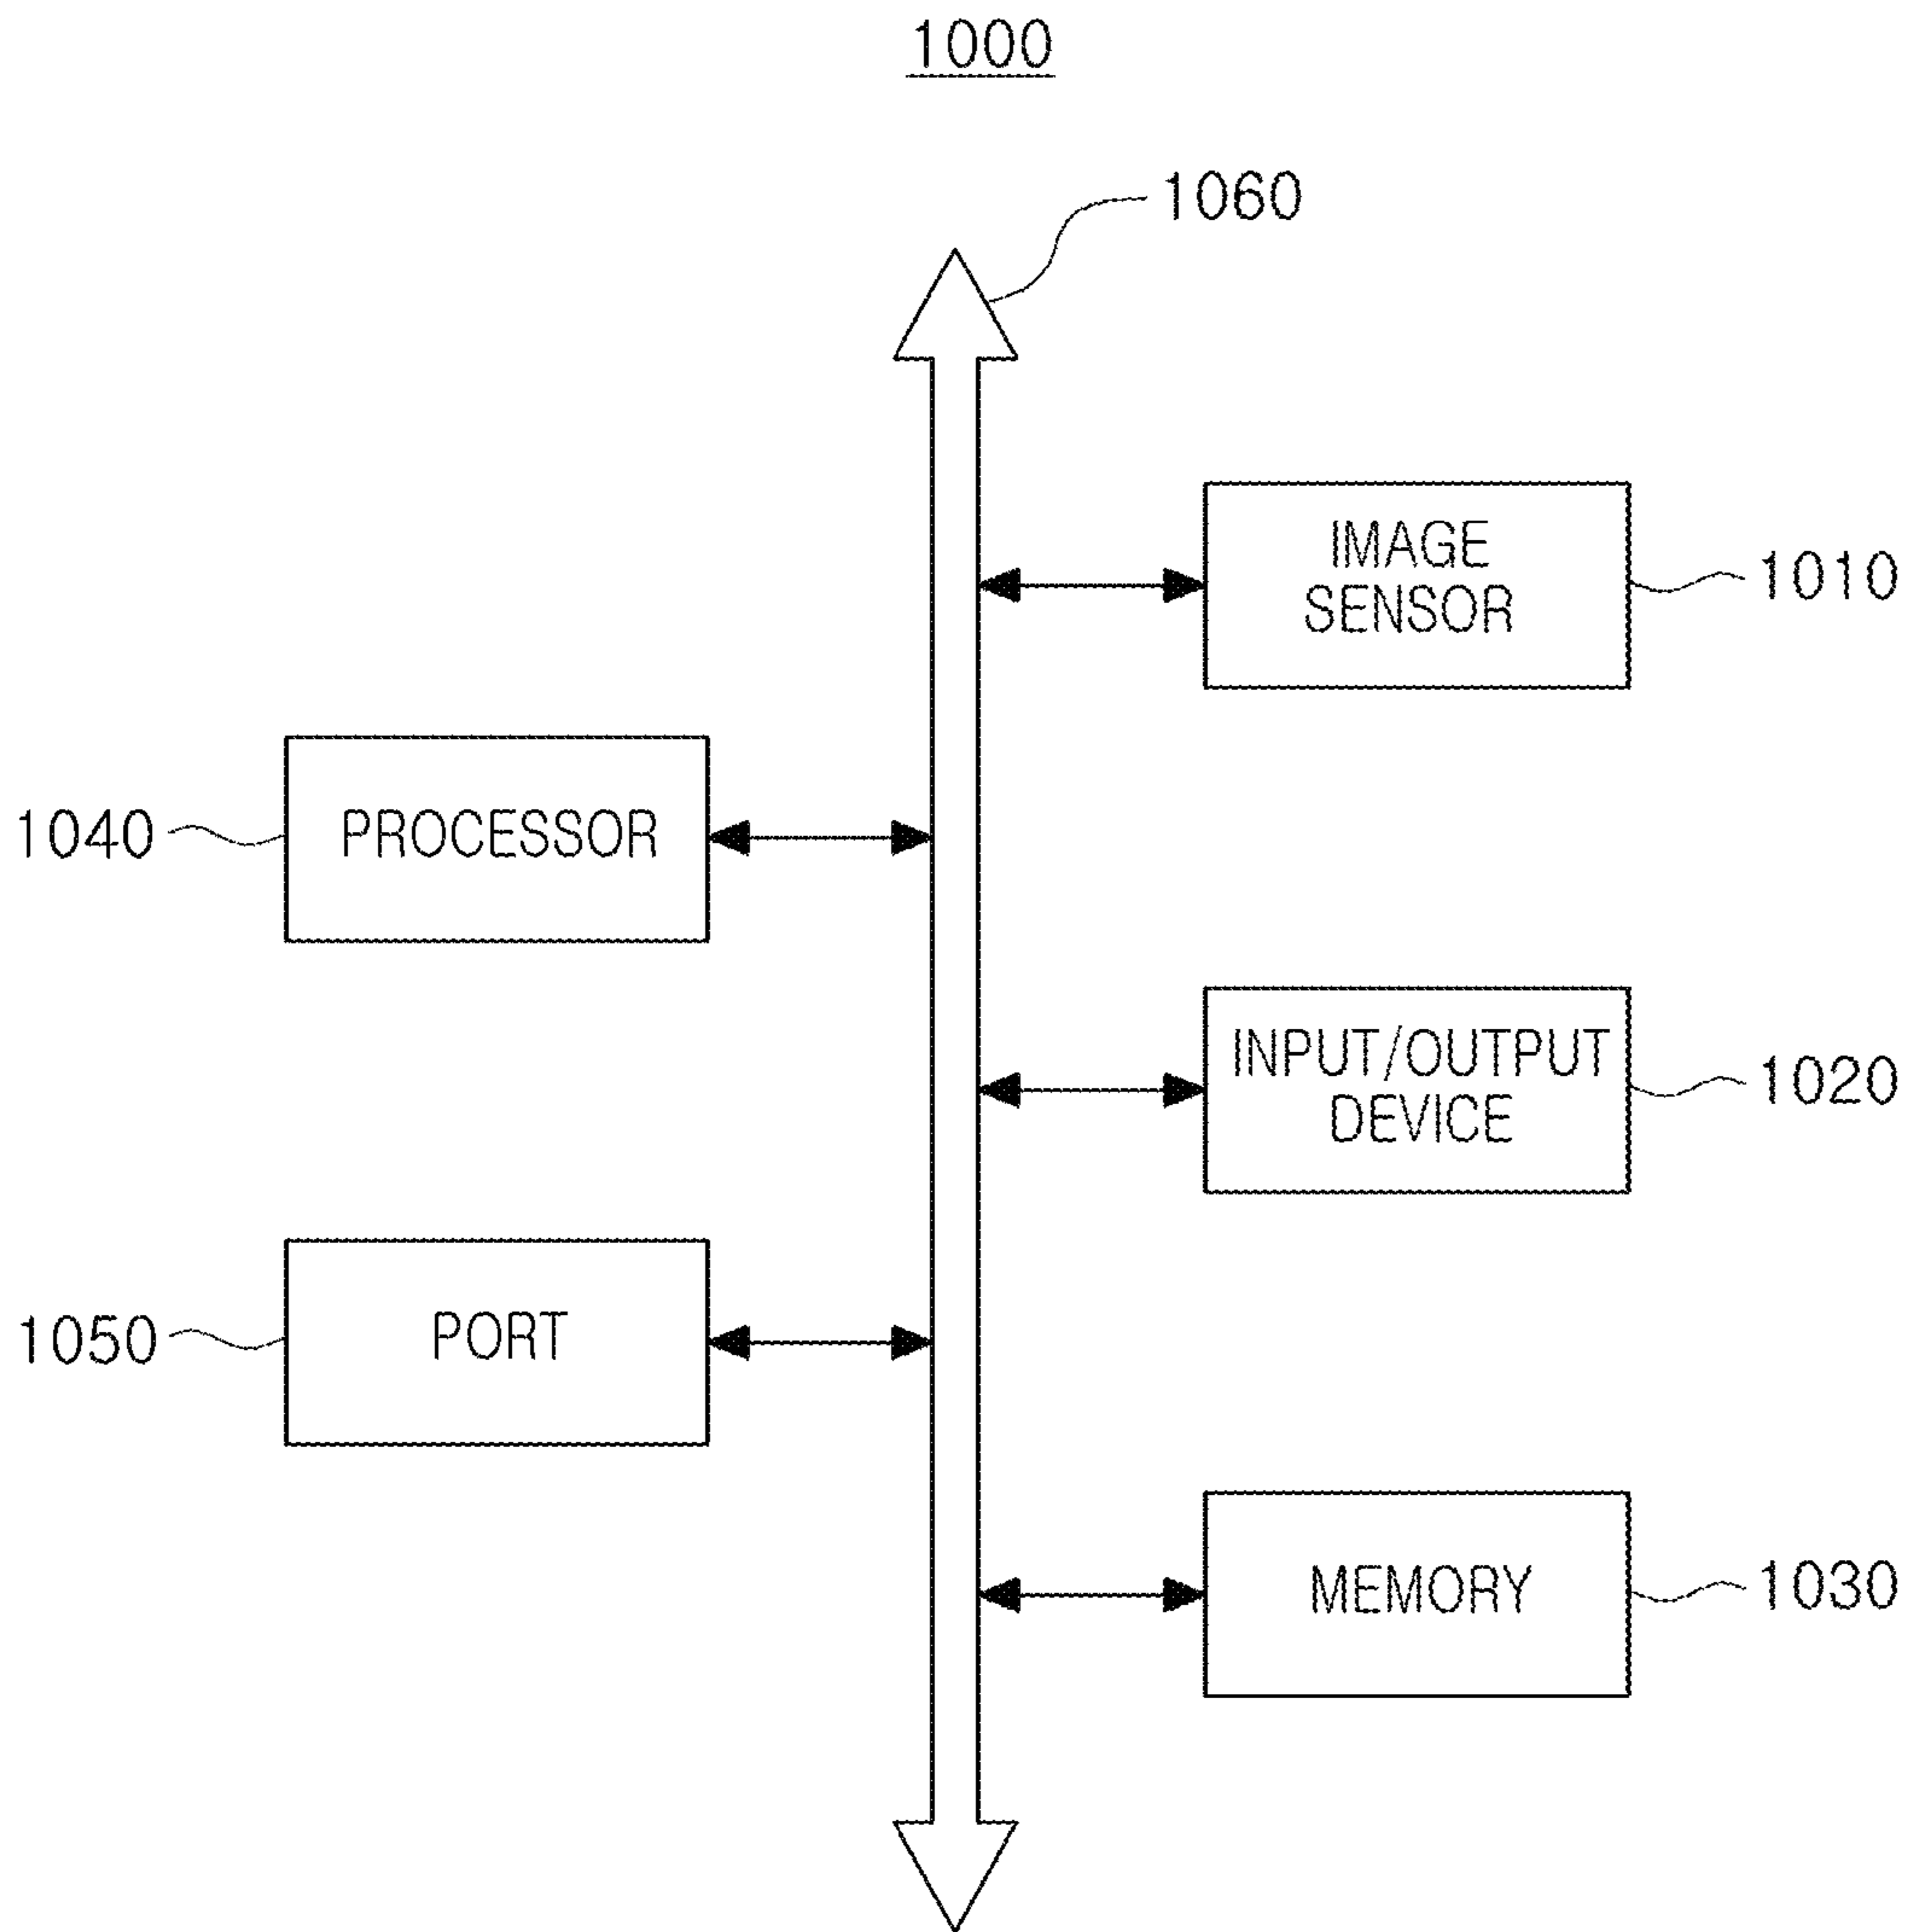 1000
1060
IMAGE
SENSOR
1010
1040
PROCESSOR
INPUT/OUTPUT
DEVICE
1020
1050
PORT
MEMORY
1030